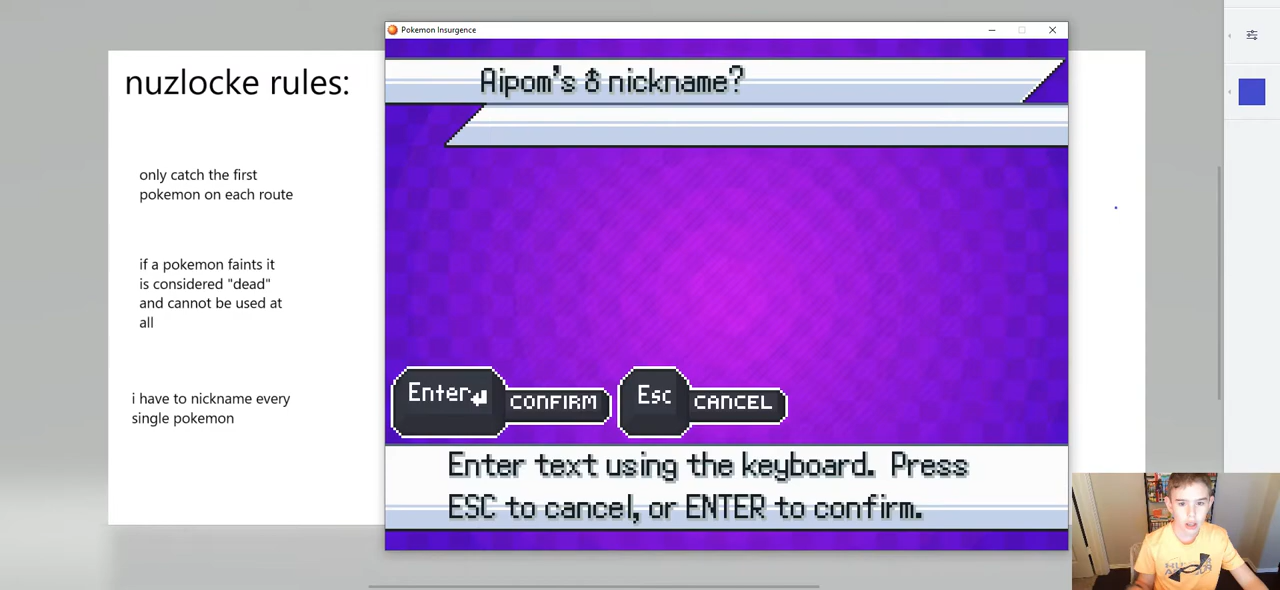 Pokemon Insurgence
nuzlocke rules:
only catch the first
pokemon on each route
if a pokemon faints it
is considered "dead"
and cannot be used at
all
i have to nickname every
single pokemon
Aipom's ♂ nickname?
Enter CONFIRM Esc CANCEL
Enter text using the keyboard. Press
ESC to cancel, or ENTER to confirm.